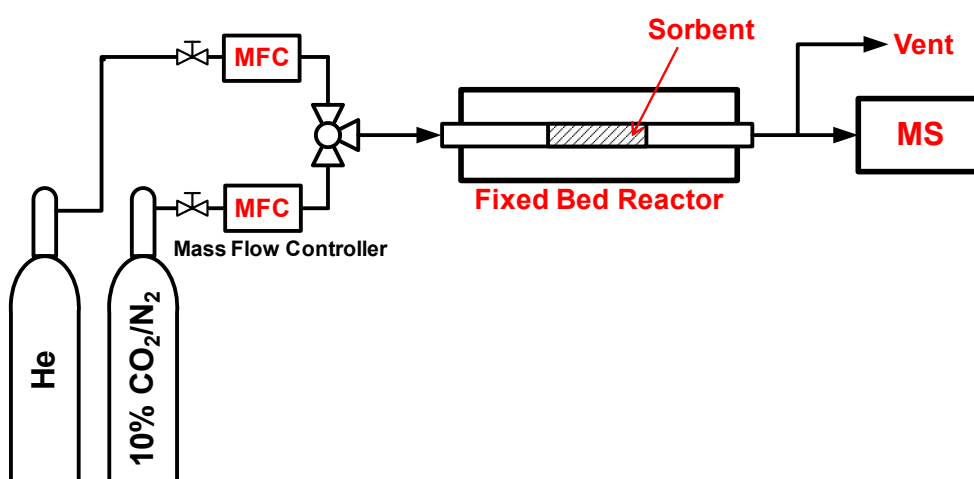 Sorbent
Vent
MFC
MS
MFC
Fixed Bed Reactor
Mass Flow Controller
He
10% CO₂/N₂